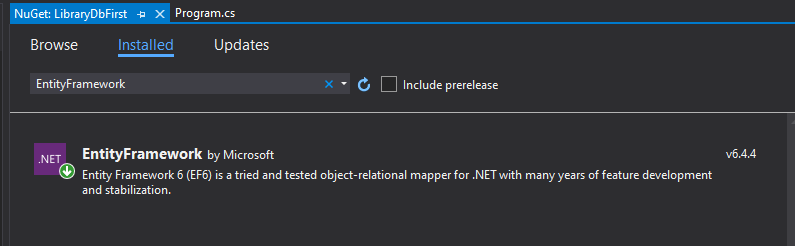 NuGet: LibraryDbFirst Program.cs
Browse Installed Updates
EntityFramework Include prerelease
.NET EntityFramework by Microsoft v6.4.4
Entity Framework 6 (EF6) is a tried and tested object-relational mapper for .NET with many years of feature development
and stabilization.